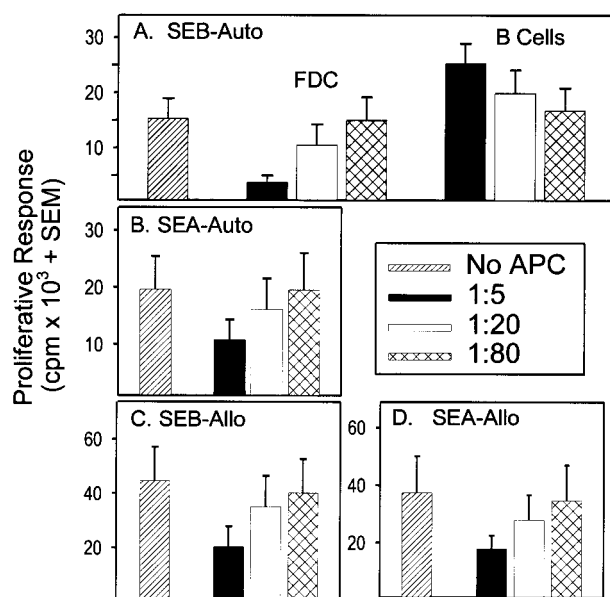 Proliferative Response
(cpm x 10³ + SEM)
A. SEB-Auto
B Cells
FDC
30
20
10
B. SEA-Auto
30
20
10
No APC
1:5
1:20
1:80
C. SEB-Allo
60
40
20
D. SEA-Allo
60
40
20